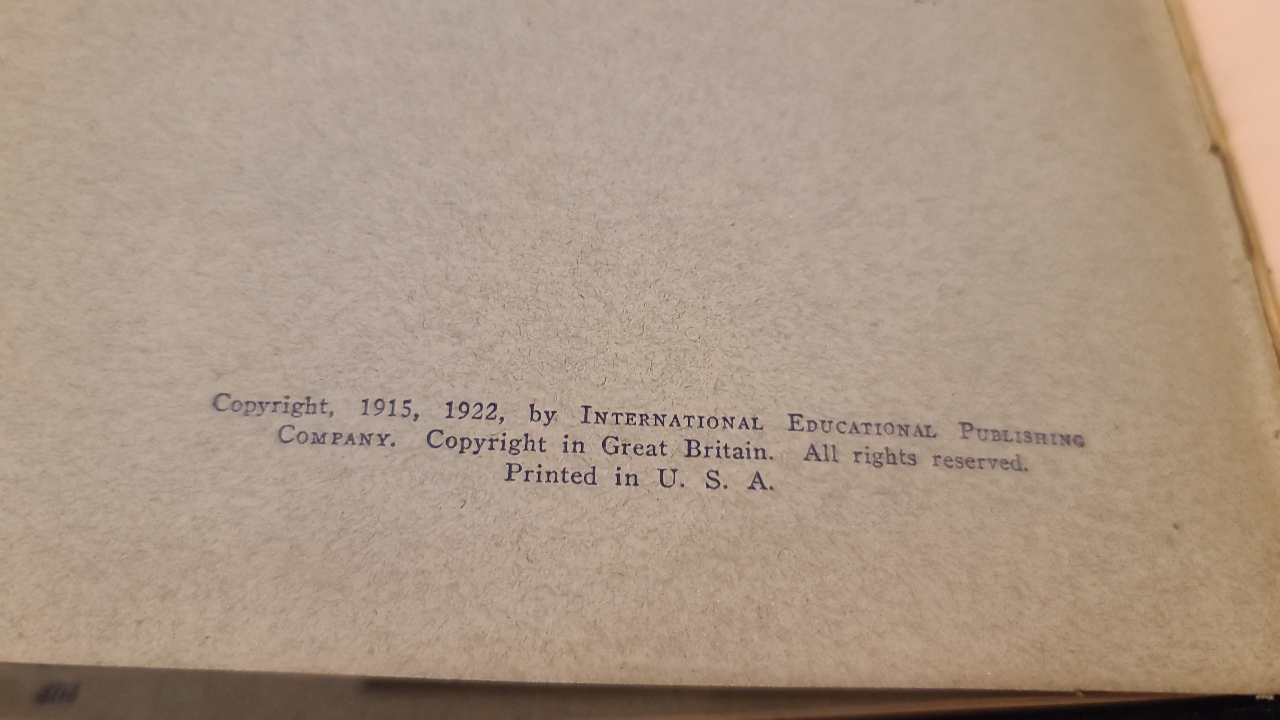 Copyright, 1915, 1922, by INTERNATIONAL EDUCATIONAL PUBLISHING
COMPANY. Copyright in Great Britain. All rights reserved.
Printed in U. S. A.